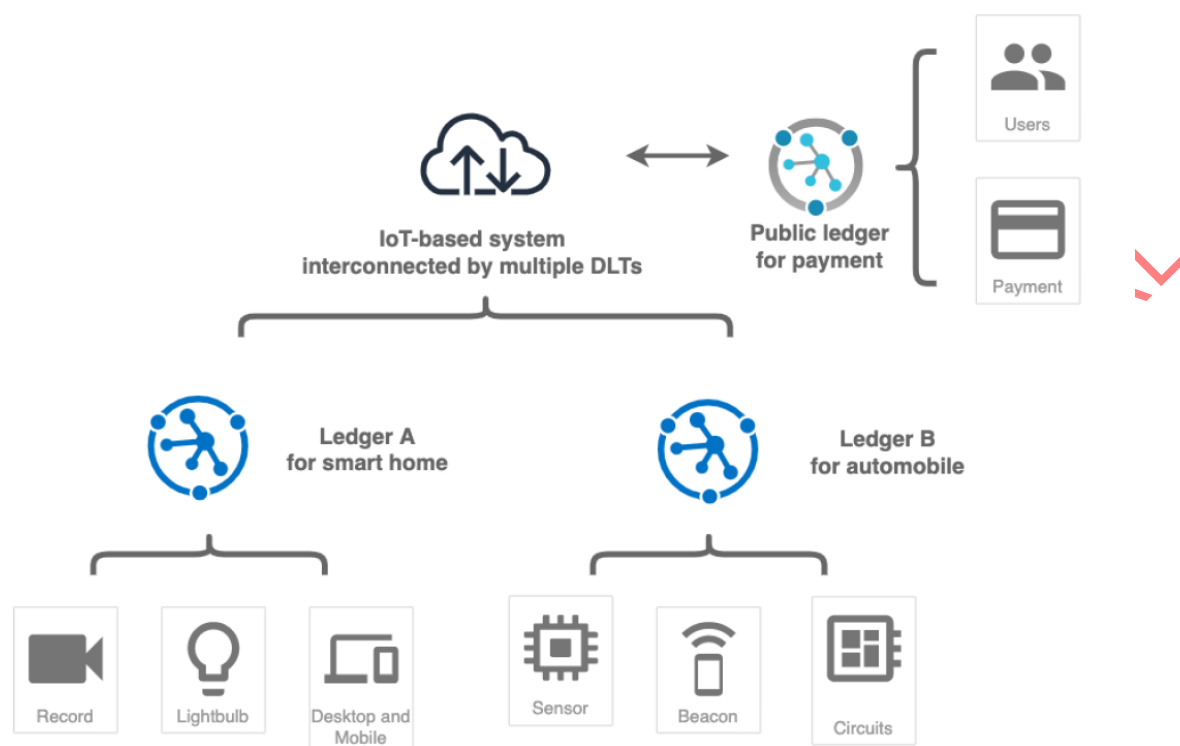 Users
IoT-based system
interconnected by multiple DLTs
Public ledger
for payment
Payment
Ledger A
for smart home
Ledger B
for automobile
Record
Lightbulb
Desktop and
Mobile
Sensor
Beacon
Circuits